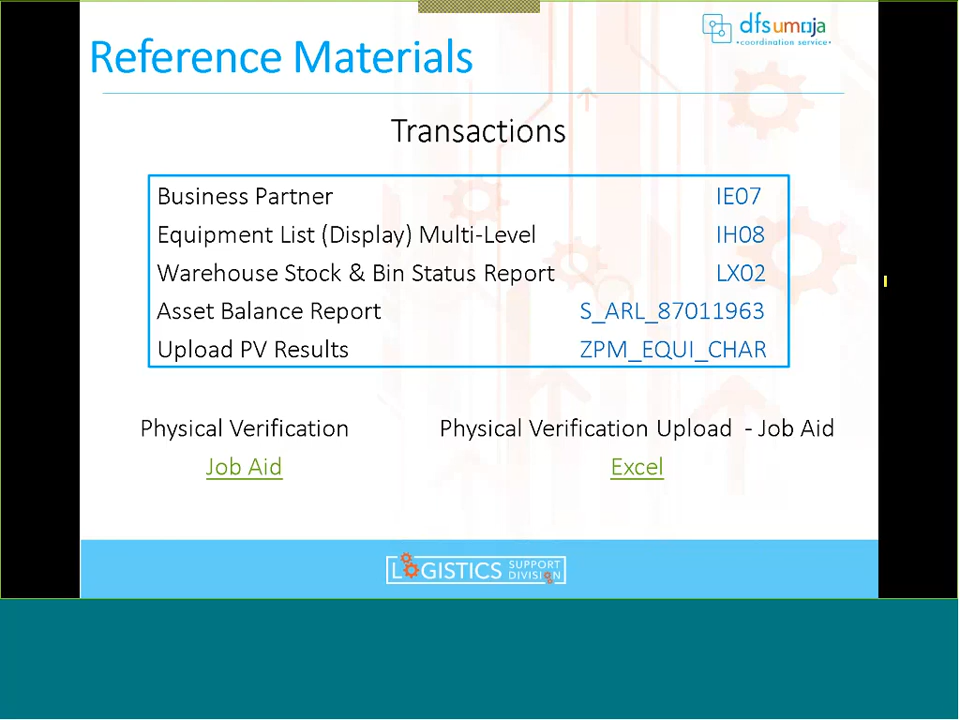 dfsumoja
•coordination service•
Reference Materials
Transactions
Business Partner IE07
Equipment List (Display) Multi-Level IH08
Warehouse Stock & Bin Status Report LX02
Asset Balance Report S_ARL_87011963
Upload PV Results ZPM_EQUI_CHAR
Physical Verification Physical Verification Upload - Job Aid
Job Aid Excel
LOGISTICS SUPPORT DIVISION